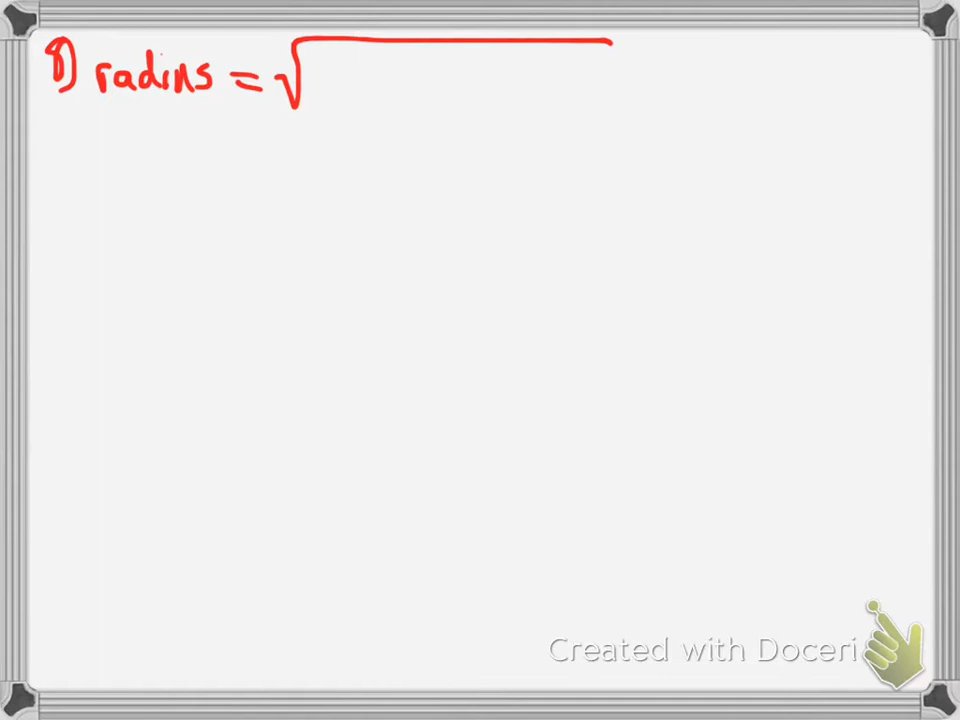 8) radius = √
Created with Doceri